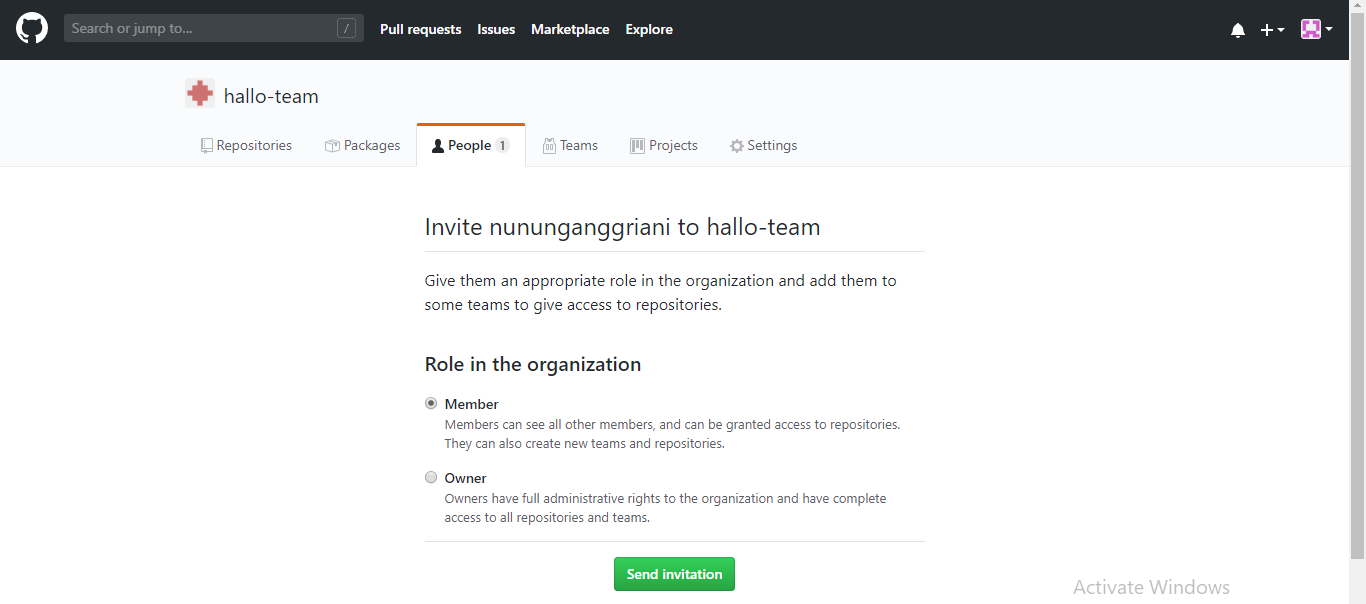 Search or jump to... /
Pull requests Issues Marketplace Explore
hallo-team
Repositories Packages People 1 Teams Projects Settings
Invite nununganggriani to hallo-team
Give them an appropriate role in the organization and add them to
some teams to give access to repositories.
Role in the organization
Member
Members can see all other members, and can be granted access to repositories.
They can also create new teams and repositories.
Owner
Owners have full administrative rights to the organization and have complete
access to all repositories and teams.
Send invitation
Activate Windows